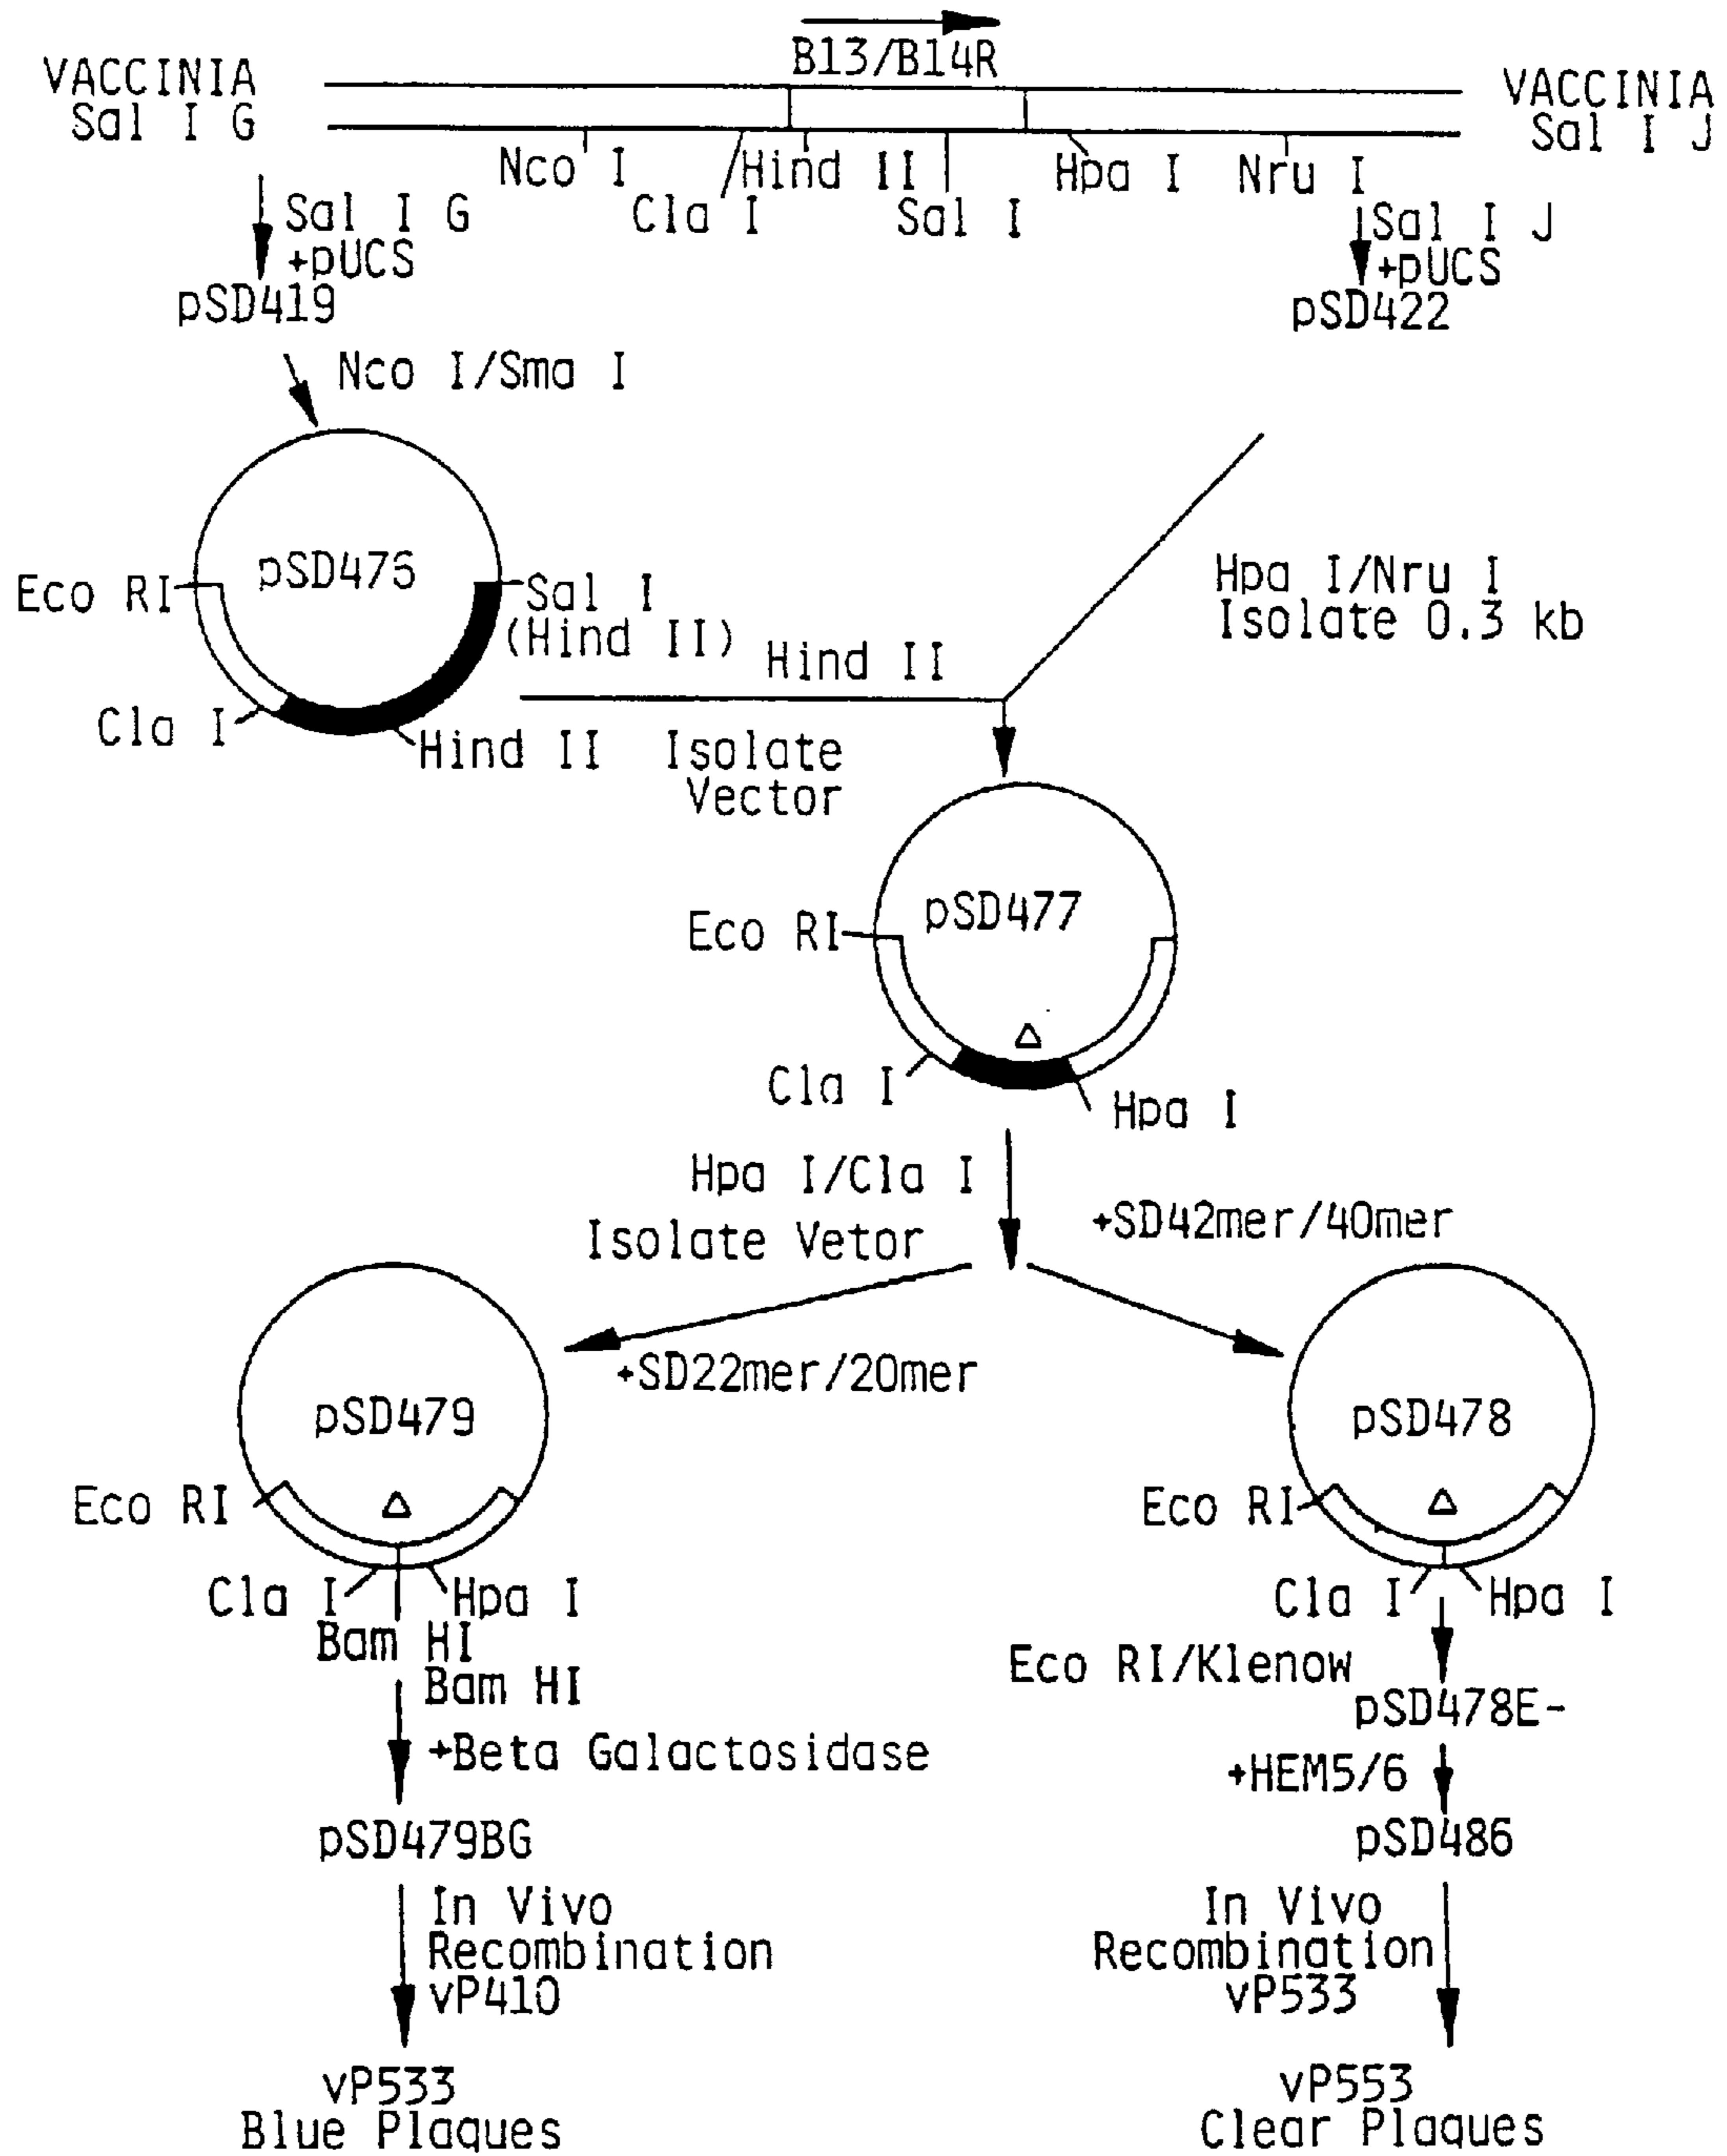 B13/B14R
VACCINIA
Sal I G
VACCINIA
Sal I J
Nco I
Cla I
Hind II
Sal I
Hpa I
Nru I
Sal I G
+pUCS
pSD419
Sal I J
+pUCS
pSD422
Nco I/Sma I
pSD476
Eco RI
Sal I
(Hind II)
Cla I
Hind II
Hind II
Isolate
Vector
Hpa I/Nru I
Isolate 0.3 kb
pSD477
Eco RI
Cla I
Hpa I
Hpa I/Cla I
Isolate Vetor
+SD42mer/40mer
+SD22mer/20mer
pSD479
Eco RI
Cla I
Hpa I
Bam HI
Bam HI
+Beta Galactosidase
pSD479BG
In Vivo
Recombination
vP410
vP533
Blue Plaques
pSD478
Eco RI
Cla I
Hpa I
Eco RI/Klenow
pSD478E-
+HEM5/6
pSD486
In Vivo
Recombination
vP533
vP553
Clear Plaques